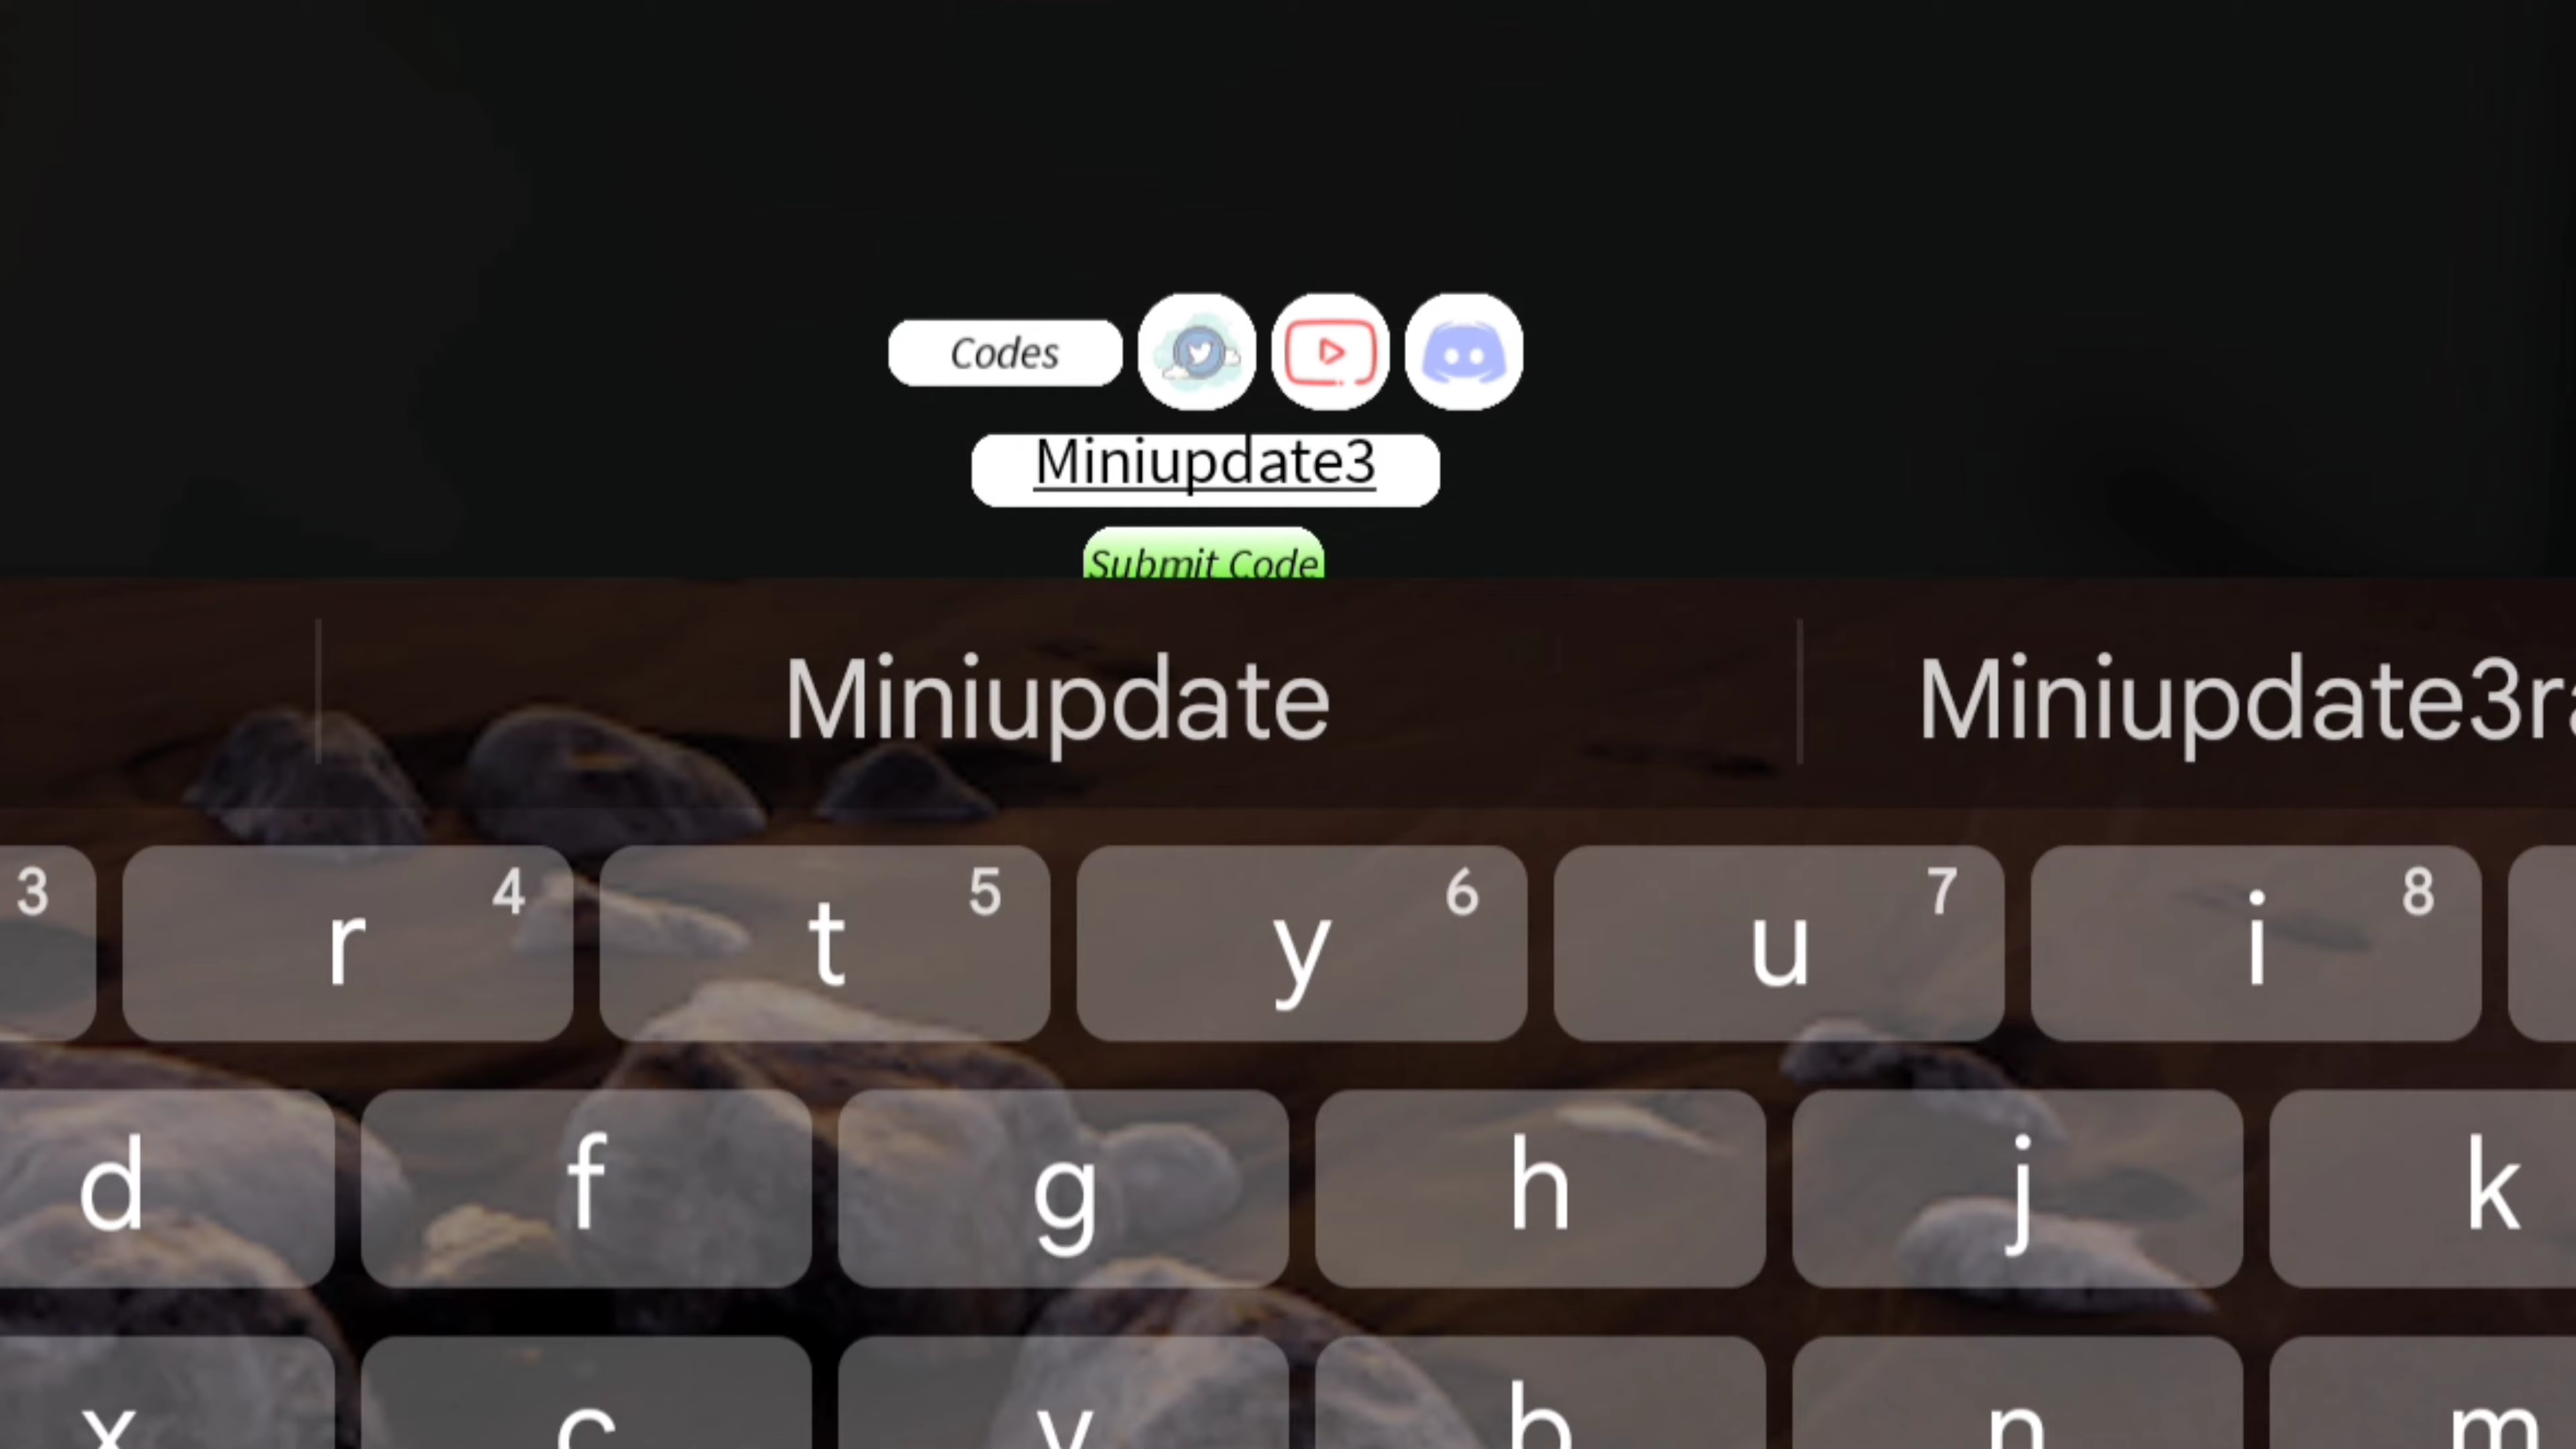 Codes
Miniupdate3
Submit Code
Miniupdate
3 r 4 t 5 y 6 u 7 i 8
d f g h j k
x c v b n m